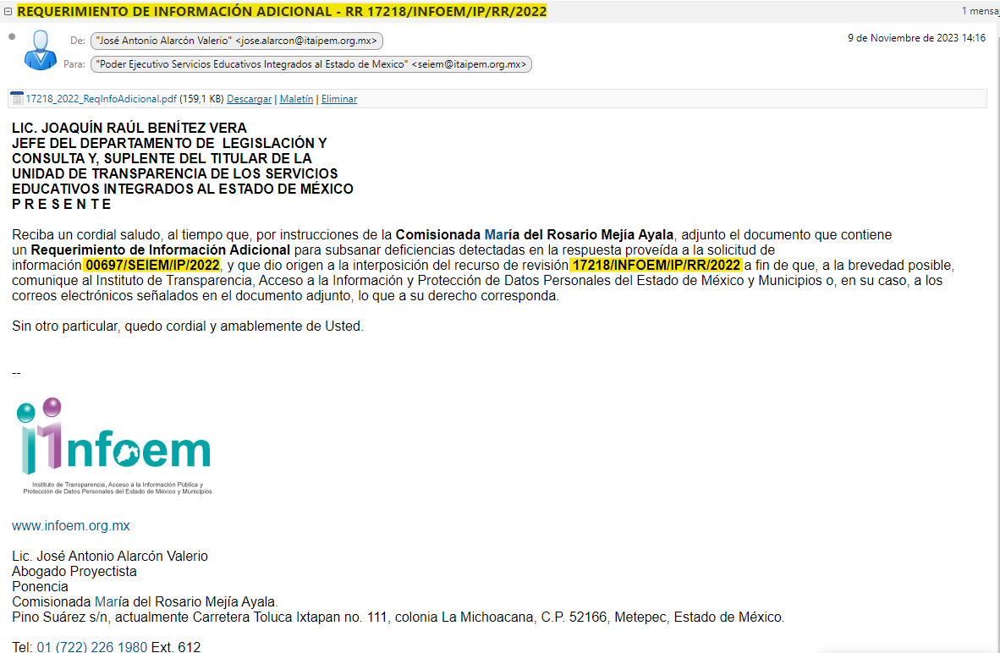 REQUERIMIENTO DE INFORMACIÓN ADICIONAL - RR 17218/INFOEM/IP/RR/2022
1 mensa
De: "José Antonio Alarcón Valerio" <jose.alarcon@itaipem.org.mx>
9 de Noviembre de 2023 14:16
Para: "Poder Ejecutivo Servicios Educativos Integrados al Estado de Mexico" <seiem@itaipem.org.mx>
17218_2022_ReqInfoAdicional.pdf (159,1 KB) Descargar | Maletín | Eliminar
LIC. JOAQUÍN RAÚL BENÍTEZ VERA
JEFE DEL DEPARTAMENTO DE LEGISLACIÓN Y
CONSULTA Y, SUPLENTE DEL TITULAR DE LA
UNIDAD DE TRANSPARENCIA DE LOS SERVICIOS
EDUCATIVOS INTEGRADOS AL ESTADO DE MÉXICO
P R E S E N T E
Reciba un cordial saludo, al tiempo que, por instrucciones de la Comisionada María del Rosario Mejía Ayala, adjunto el documento que contiene
un Requerimiento de Información Adicional para subsanar deficiencias detectadas en la respuesta proveída a la solicitud de
información 00697/SEIEM/IP/2022, y que dio origen a la interposición del recurso de revisión 17218/INFOEM/IP/RR/2022 a fin de que, a la brevedad posible,
comunique al Instituto de Transparencia, Acceso a la Información y Protección de Datos Personales del Estado de México y Municipios o, en su caso, a los
correos electrónicos señalados en el documento adjunto, lo que a su derecho corresponda.
Sin otro particular, quedo cordial y amablemente de Usted.
--
infoem
Instituto de Transparencia, Acceso a la Información Pública y
Protección de Datos Personales del Estado de México y Municipios
www.infoem.org.mx
Lic. José Antonio Alarcón Valerio
Abogado Proyectista
Ponencia
Comisionada María del Rosario Mejía Ayala.
Pino Suárez s/n, actualmente Carretera Toluca Ixtapan no. 111, colonia La Michoacana, C.P. 52166, Metepec, Estado de México.
Tel: 01 (722) 226 1980 Ext. 612